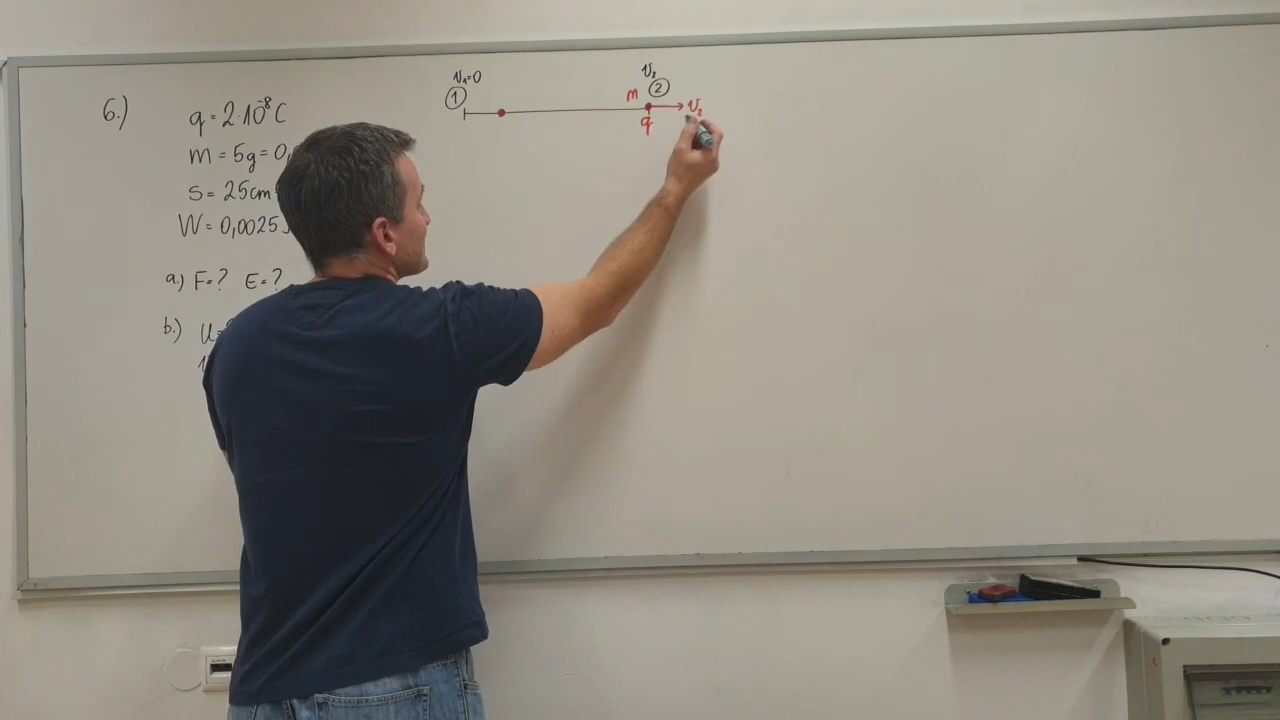 6.)
q = 2·10⁻⁸ C
m = 5g = 0,
s = 25cm
W = 0,0025 J
a.) F=? E=?
b.) U=
v₁=0
①
v₂
②
m
q
v₂